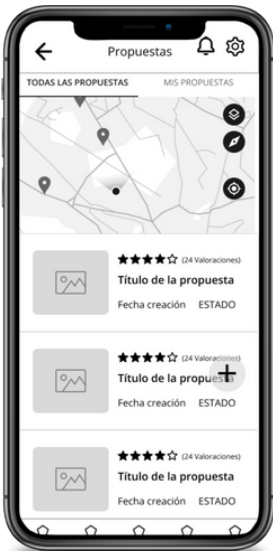 Propuestas
TODAS LAS PROPUESTAS MIS PROPUESTAS
(24 Valoraciones)
Título de la propuesta
Fecha creación ESTADO
(24 Valoraciones)
Título de la propuesta
Fecha creación ESTADO
(24 Valoraciones)
Título de la propuesta
Fecha creación ESTADO